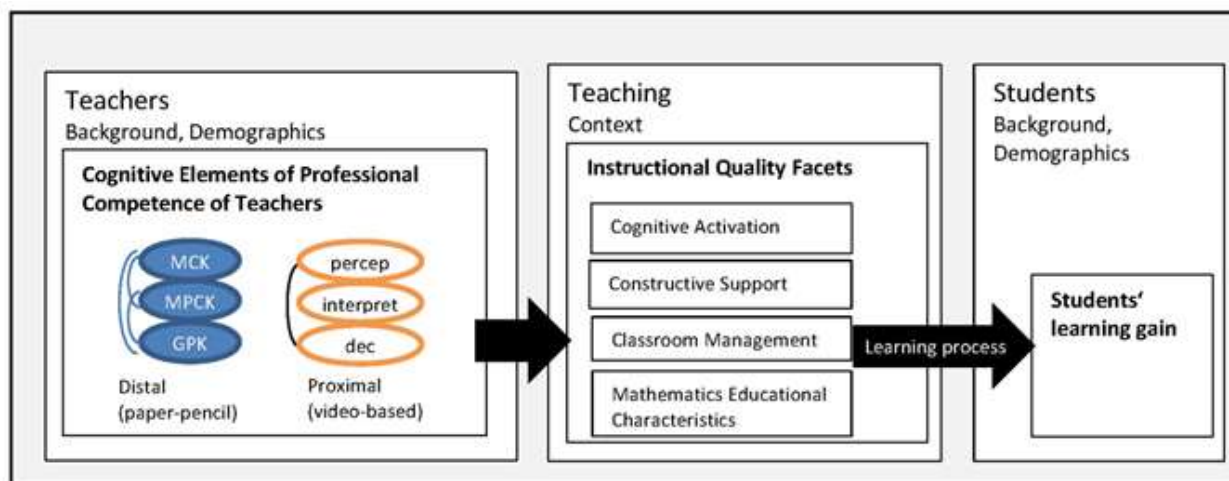 Teachers
Background, Demographics
Cognitive Elements of Professional
Competence of Teachers
MCK
MPCK
GPK
Distal
(paper-pencil)
percep
interpret
dec
Proximal
(video-based)
Teaching
Context
Instructional Quality Facets
Cognitive Activation
Constructive Support
Classroom Management
Mathematics Educational
Characteristics
Learning process
Students
Background,
Demographics
Students‘
learning gain